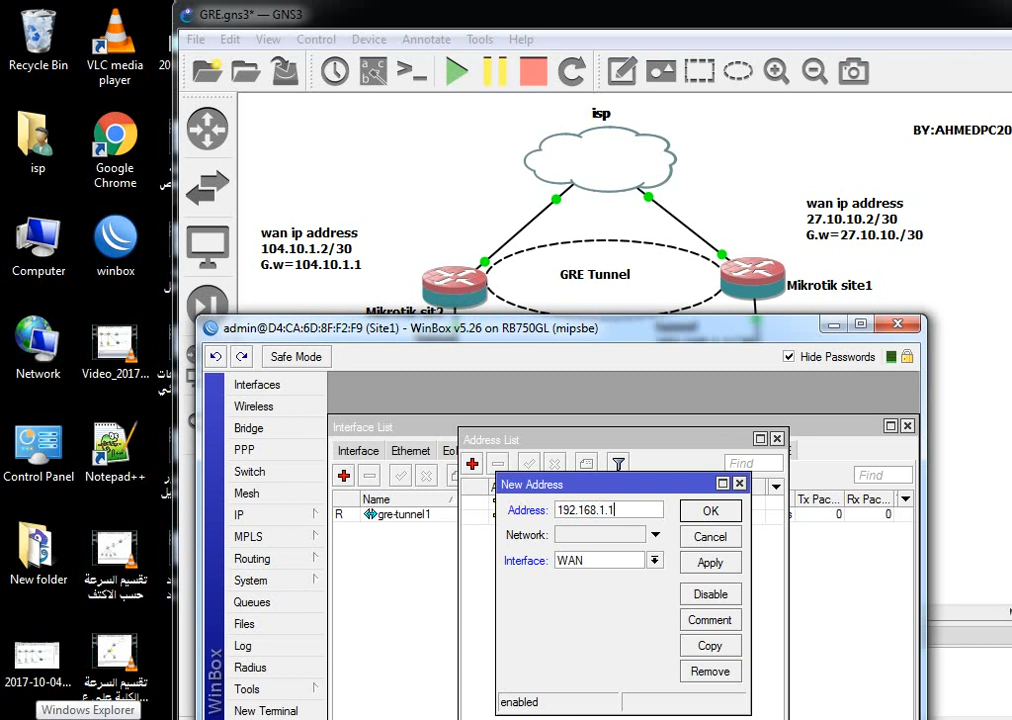 GRE.gns3* — GNS3
File Edit View Control Device Annotate Tools Help
Recycle Bin
VLC media
player
20
isp
Google
Chrome
Computer
winbox
Network
Video_2017...
Control Panel
Notepad++
New folder
تقسيم السرعة
حسب الاكتف
2017-10-04...
تقسيم السرعة
Windows Explorer
isp
BY:AHMEDPC20
wan ip address
104.10.1.2/30
G.w=104.10.1.1
wan ip address
27.10.10.2/30
G.w=27.10.10./30
GRE Tunnel
Mikrotik sit2
Mikrotik site1
admin@D4:CA:6D:8F:F2:F9 (Site1) - WinBox v5.26 on RB750GL (mipsbe)
Safe Mode
Hide Passwords
Interfaces
Wireless
Bridge
PPP
Switch
Mesh
IP
MPLS
Routing
System
Queues
Files
Log
Radius
Tools
New Terminal
WinBox
Interface List
Interface Ethernet EoI
Name
R gre-tunnel1
Find
Tx Pac... Rx Pac...
0 0
Address List
Find
New Address
Address: 192.168.1.1
Network:
Interface: WAN
OK
Cancel
Apply
Disable
Comment
Copy
Remove
enabled